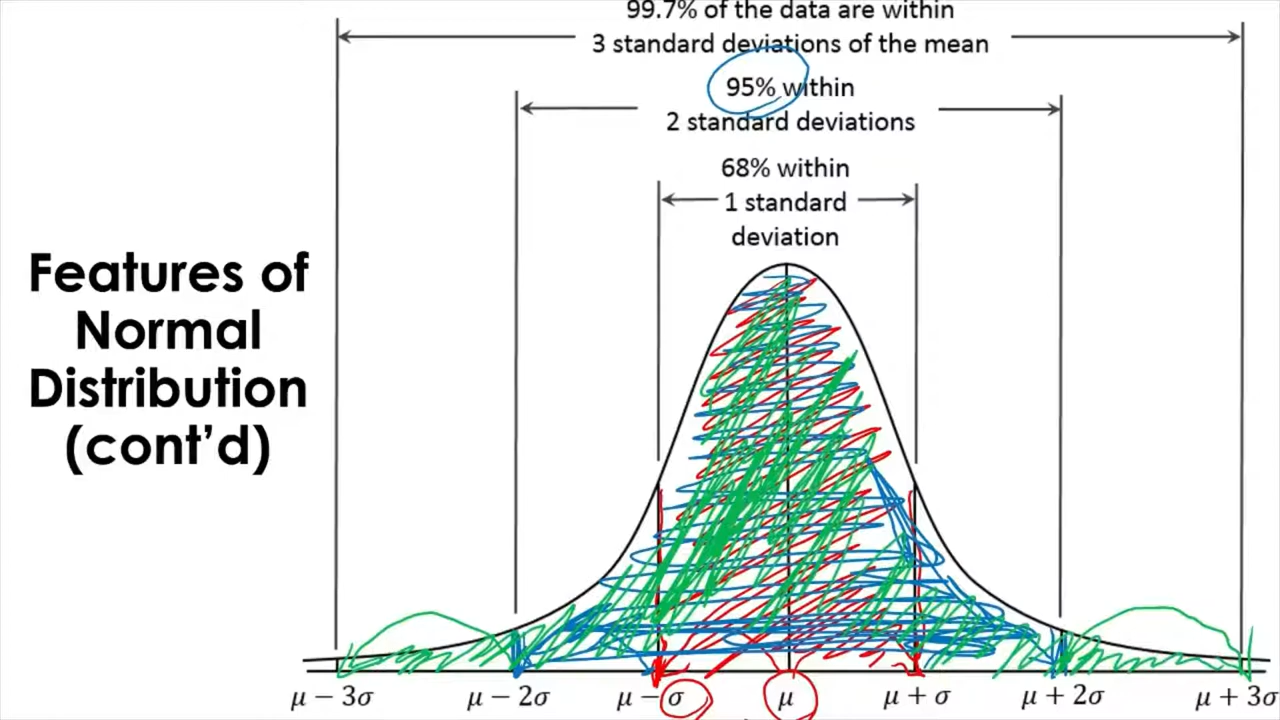 99.7% of the data are within
3 standard deviations of the mean
95% within
2 standard deviations
68% within
1 standard
deviation
Features of
Normal
Distribution
(cont’d)
μ − 3σ μ − 2σ μ − σ μ μ + σ μ + 2σ μ + 3σ